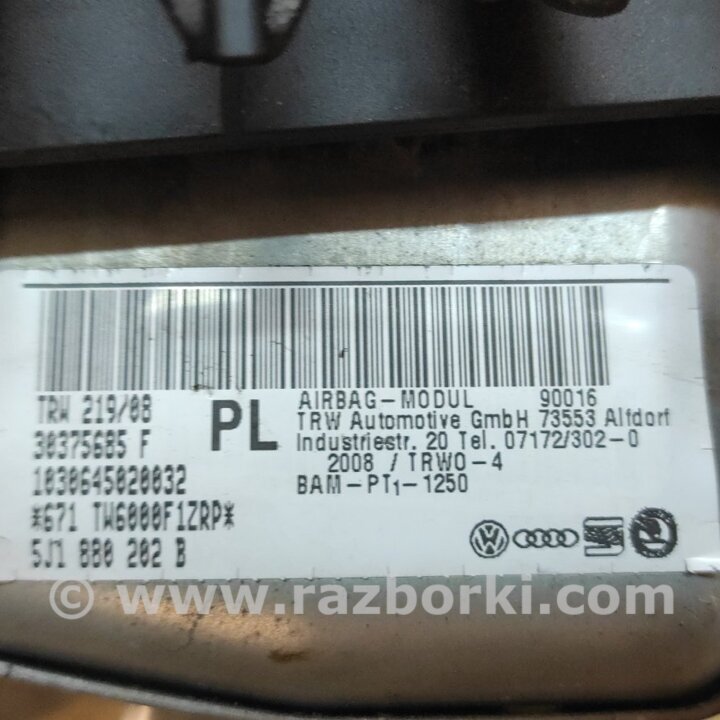 TRW 219/08
30375685 F
1030645020032
*671 TW6000F1ZRP*
5J1 880 202 B
PL
AIRBAG-MODUL 90016
TRW Automotive GmbH 73553 Alfdorf
Industriestr. 20 Tel. 07172/302-0
2008 / TRWO-4
BAM-PT1-1250
© www.razborki.com